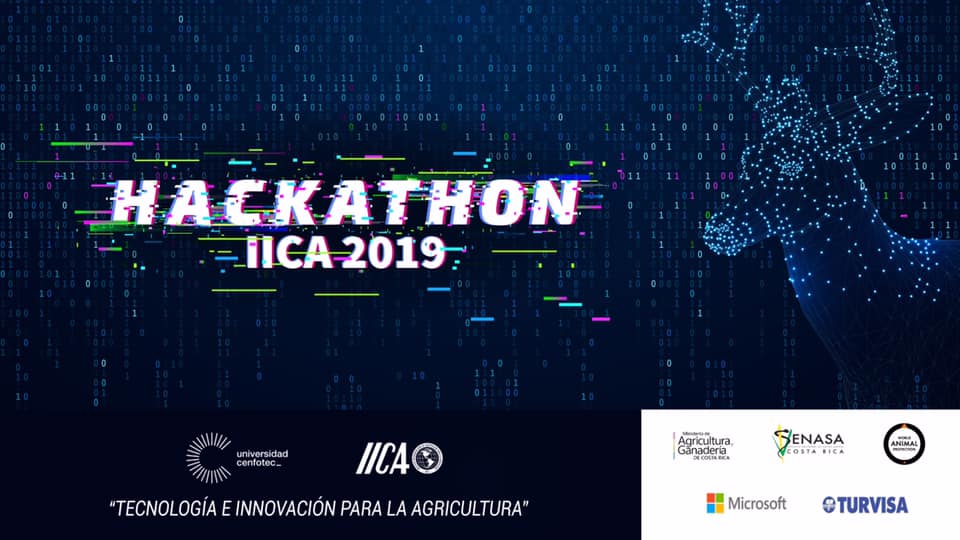 HACKATHON
IICA 2019
universidad
cenfotec_
IICA
"TECNOLOGÍA E INNOVACIÓN PARA LA AGRICULTURA"
Ministerio de
Agricultura y
Ganadería
DE COSTA RICA
SENASA
COSTA RICA
WORLD
ANIMAL
PROTECTION
Microsoft
TURVISA